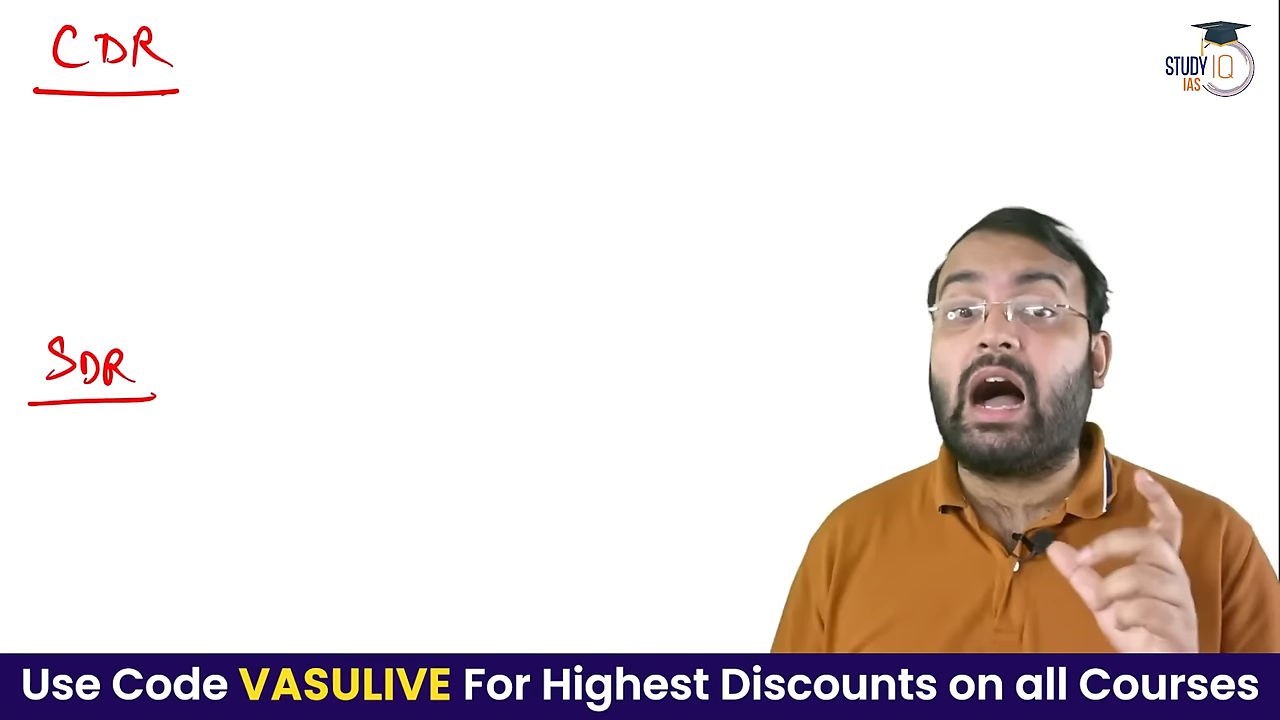 CDR
STUDY IQ
IAS
SDR
Use Code VASULIVE For Highest Discounts on all Courses